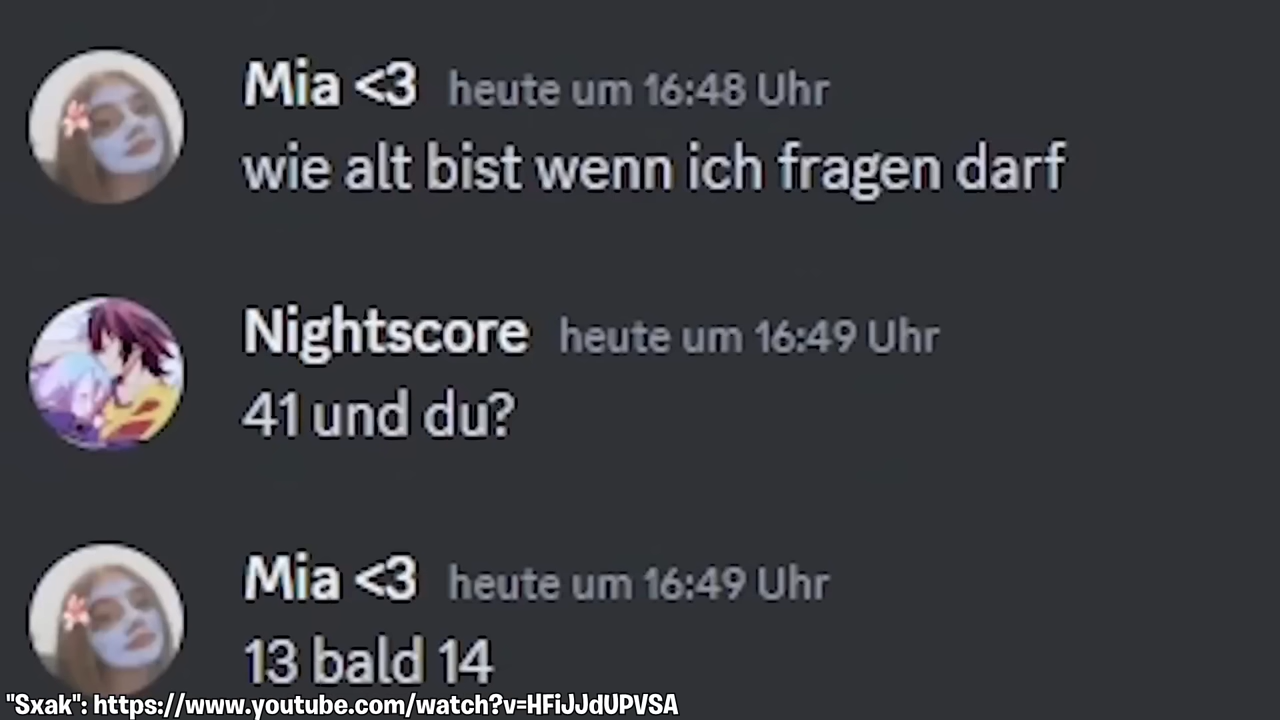 Mia <3 heute um 16:48 Uhr
wie alt bist wenn ich fragen darf
Nightscore heute um 16:49 Uhr
41 und du?
Mia <3 heute um 16:49 Uhr
13 bald 14
"Sxak": https://www.youtube.com/watch?v=HFiJJdUPVSA